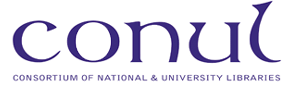 conul
CONSORTIUM OF NATIONAL & UNIVERSITY LIBRARIES